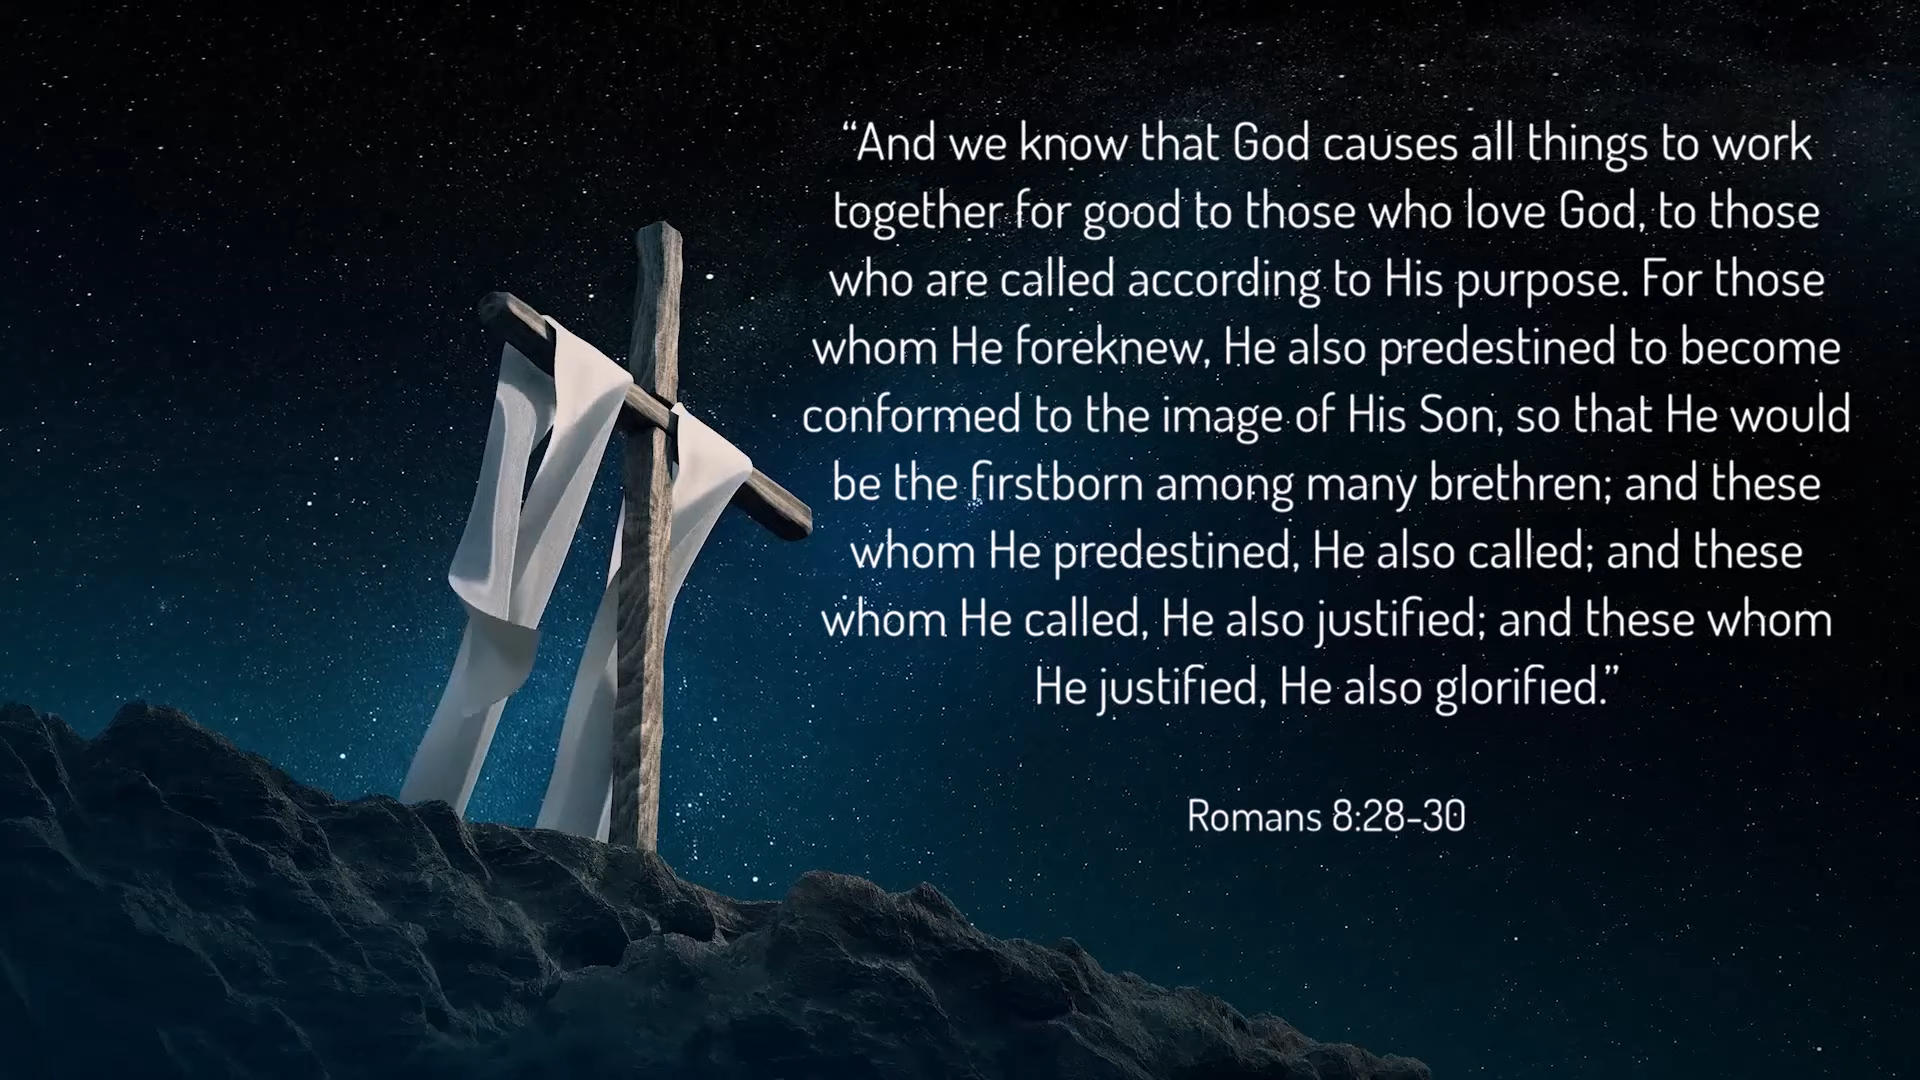 “And we know that God causes all things to work
together for good to those who love God, to those
who are called according to His purpose. For those
whom He foreknew, He also predestined to become
conformed to the image of His Son, so that He would
be the firstborn among many brethren; and these
whom He predestined, He also called; and these
whom He called, He also justified; and these whom
He justified, He also glorified.”
Romans 8:28-30